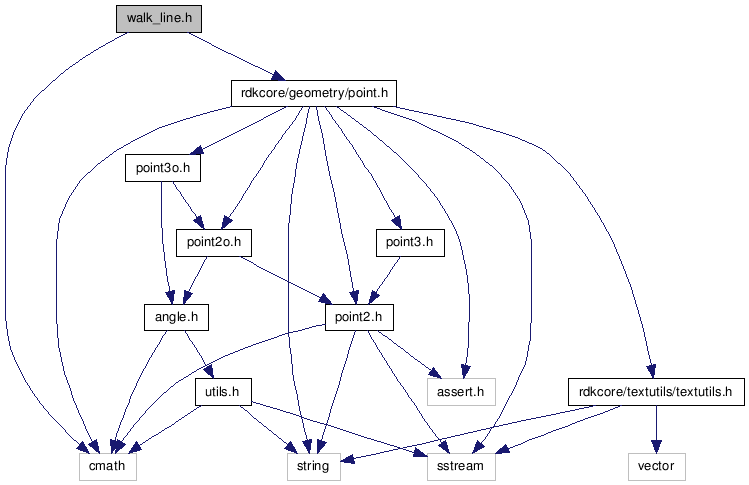 walk_line.h
rdkcore/geometry/point.h
point3o.h
point2o.h
point3.h
angle.h
point2.h
utils.h
assert.h
rdkcore/textutils/textutils.h
cmath
string
sstream
vector